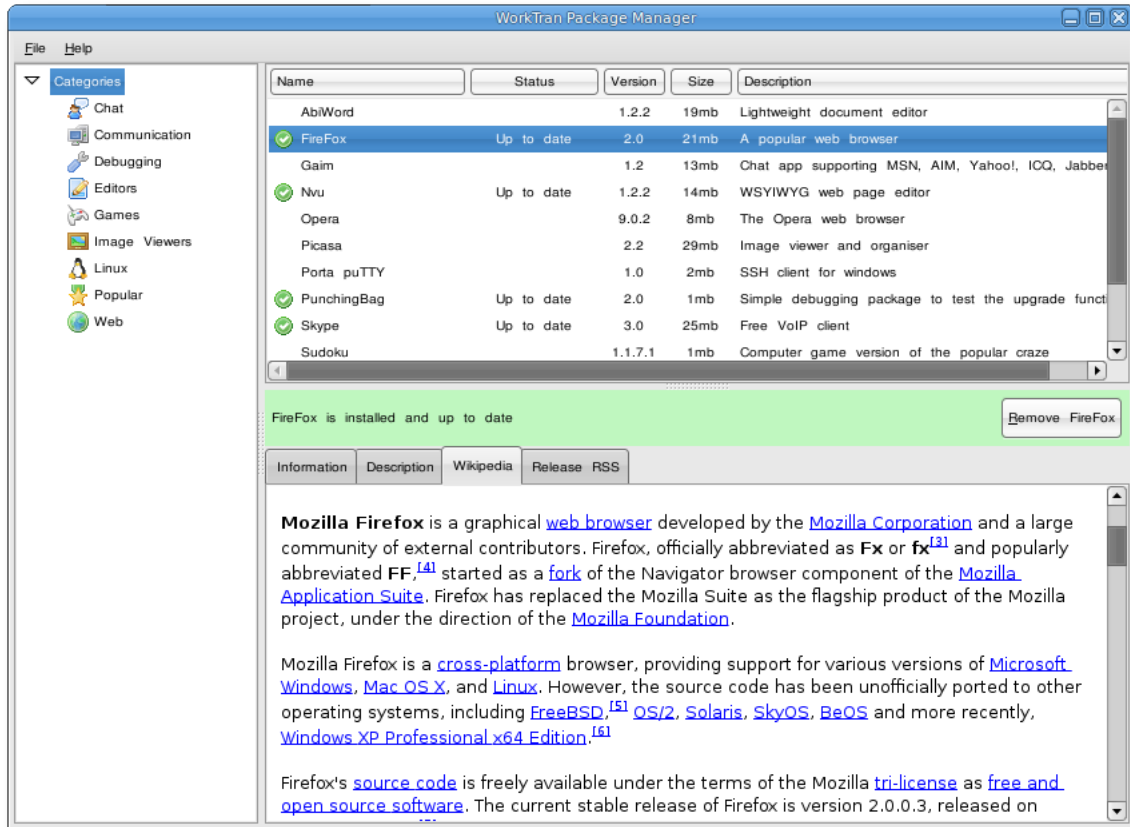 WorkTran Package Manager
File Help
Categories
Chat
Communication
Debugging
Editors
Games
Image Viewers
Linux
Popular
Web
Name Status Version Size Description
AbiWord 1.2.2 19mb Lightweight document editor
FireFox Up to date 2.0 21mb A popular web browser
Gaim 1.2 13mb Chat app supporting MSN, AIM, Yahoo!, ICQ, Jabber
Nvu Up to date 1.2.2 14mb WSYIWYG web page editor
Opera 9.0.2 8mb The Opera web browser
Picasa 2.2 29mb Image viewer and organiser
Porta puTTY 1.0 2mb SSH client for windows
PunchingBag Up to date 2.0 1mb Simple debugging package to test the upgrade functi
Skype Up to date 3.0 25mb Free VoIP client
Sudoku 1.1.7.1 1mb Computer game version of the popular craze
FireFox is installed and up to date
Remove FireFox
Information Description Wikipedia Release RSS
Mozilla Firefox is a graphical web browser developed by the Mozilla Corporation and a large
community of external contributors. Firefox, officially abbreviated as Fx or fx[3] and popularly
abbreviated FF,[4] started as a fork of the Navigator browser component of the Mozilla
Application Suite. Firefox has replaced the Mozilla Suite as the flagship product of the Mozilla
project, under the direction of the Mozilla Foundation.
Mozilla Firefox is a cross-platform browser, providing support for various versions of Microsoft
Windows, Mac OS X, and Linux. However, the source code has been unofficially ported to other
operating systems, including FreeBSD,[5] OS/2, Solaris, SkyOS, BeOS and more recently,
Windows XP Professional x64 Edition.[6]
Firefox's source code is freely available under the terms of the Mozilla tri-license as free and
open source software. The current stable release of Firefox is version 2.0.0.3, released on